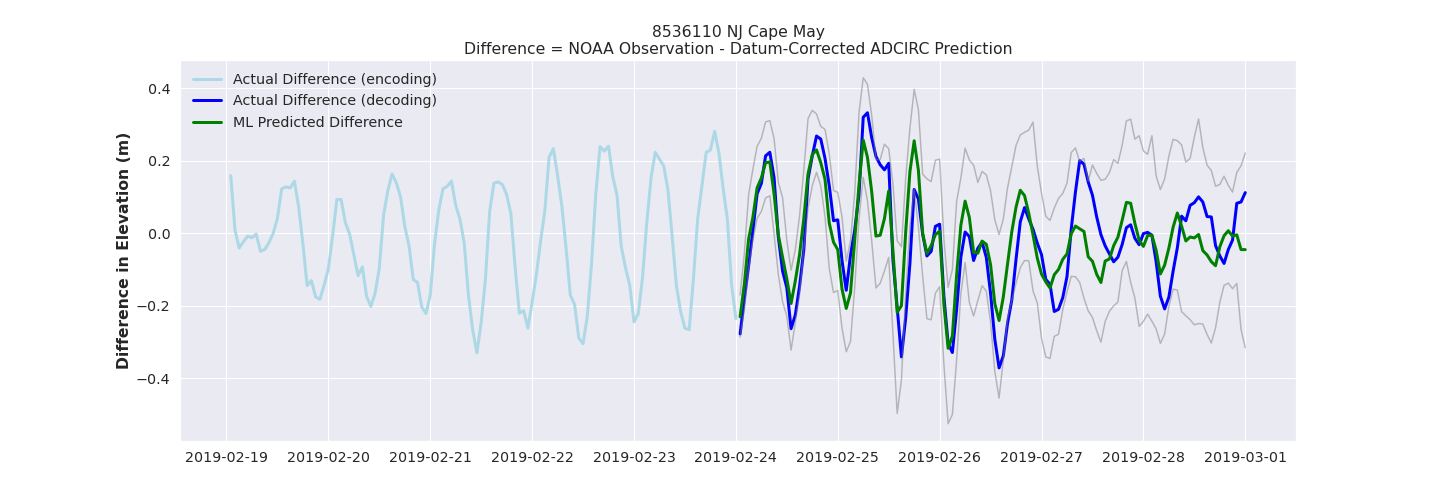 8536110 NJ Cape May
Difference = NOAA Observation - Datum-Corrected ADCIRC Prediction
Actual Difference (encoding)
Actual Difference (decoding)
ML Predicted Difference
Difference in Elevation (m)
0.4
0.2
0.0
−0.2
−0.4
2019-02-19 2019-02-20 2019-02-21 2019-02-22 2019-02-23 2019-02-24 2019-02-25 2019-02-26 2019-02-27 2019-02-28 2019-03-01